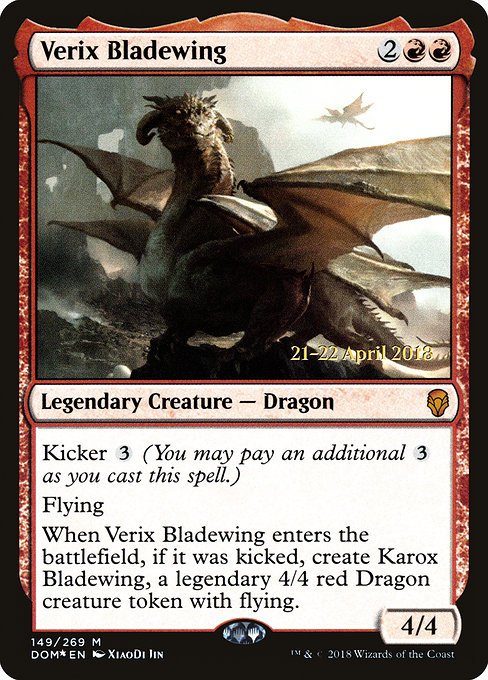 Verix Bladewing 2
21–22 April 2018
Legendary Creature — Dragon
Kicker 3 (You may pay an additional 3
as you cast this spell.)
Flying
When Verix Bladewing enters the
battlefield, if it was kicked, create Karox
Bladewing, a legendary 4/4 red Dragon
creature token with flying.
4/4
149/269 M
DOM★EN XiaoDi Jin
™ & © 2018 Wizards of the Coast